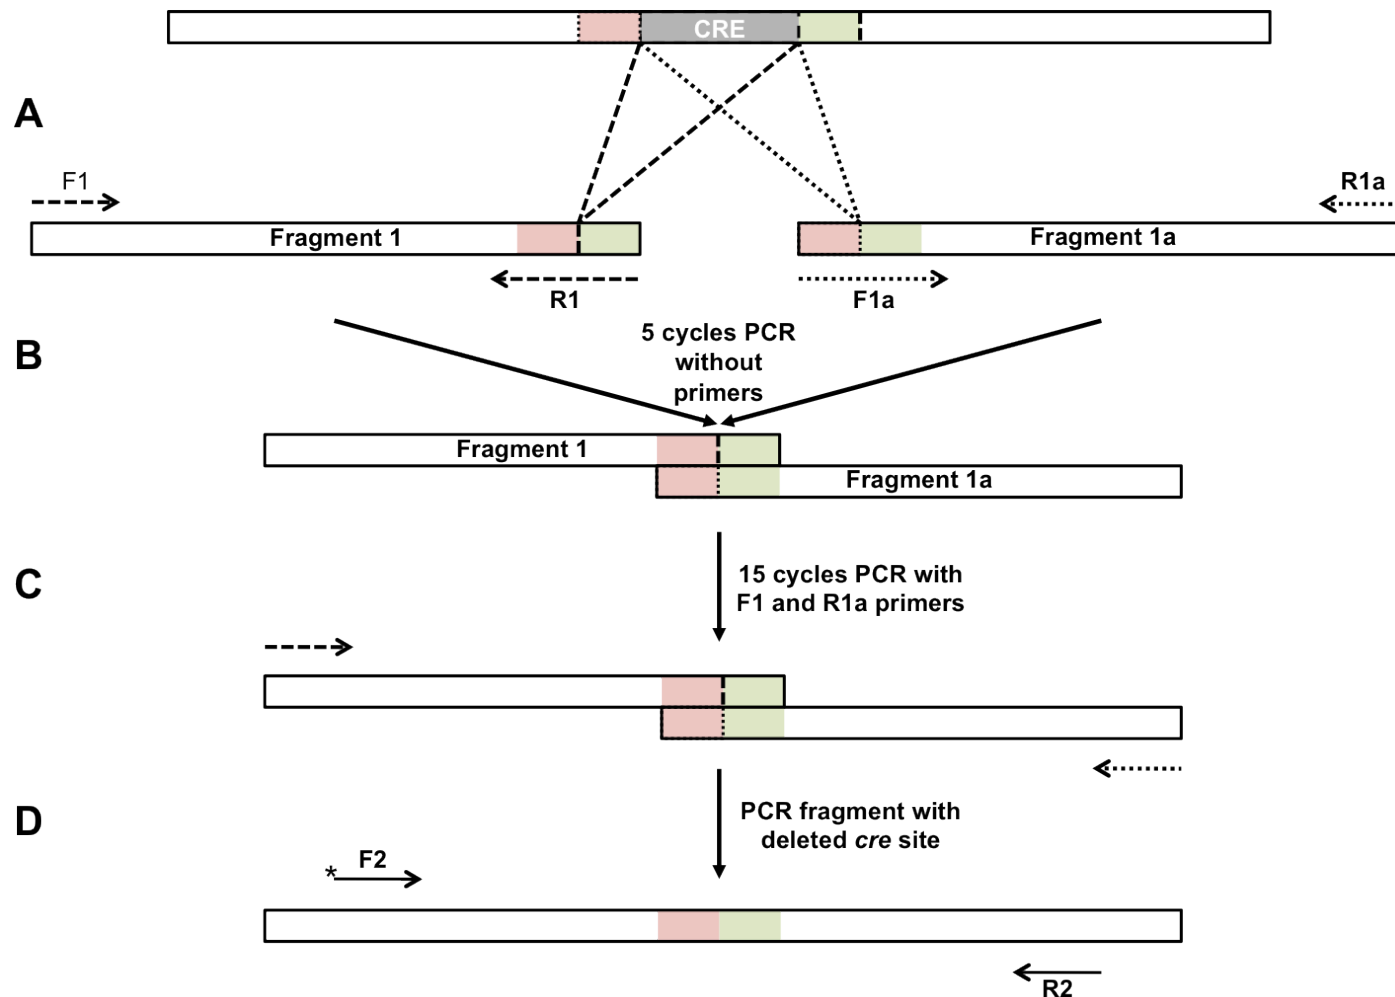 CRE
A
F1
R1a
Fragment 1
Fragment 1a
R1
F1a
B
5 cycles PCR
without
primers
Fragment 1
Fragment 1a
C
15 cycles PCR with
F1 and R1a primers
D
PCR fragment with
deleted cre site
*
F2
R2